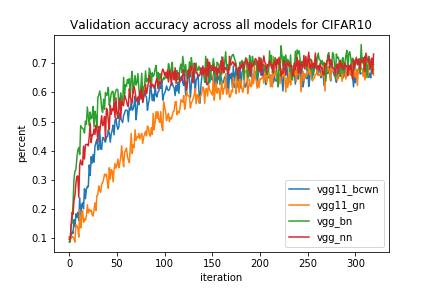 Validation accuracy across all models for CIFAR10
percent
0.7
0.6
0.5
0.4
0.3
0.2
0.1
0
50
100
150
200
250
300
iteration
vgg11_bcwn
vgg11_gn
vgg_bn
vgg_nn